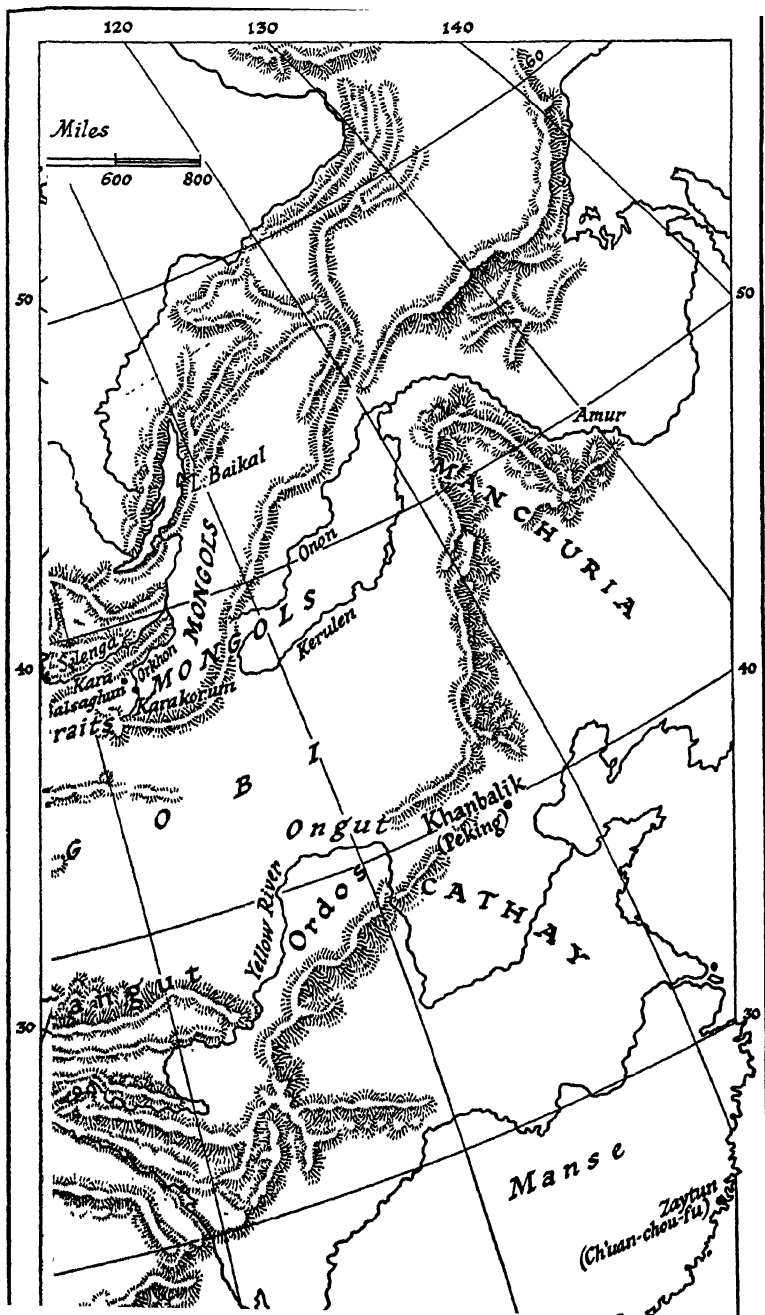 120 130 140
60
Miles
600 800
50
50
Amur
L. Baikal
MANCHURIA
MONGOLS
Onon
MONGOLS
Kerulen
Selenga
Orkhon
Kara
alsaghun
Karakorum
raits
40
40
O B I
G
Ongut
Khanbalik
(Peking)
Yellow River
Ordos
CATHAY
angut
30
30
Manse
Zaytun
(Ch'uan-chou-fu)